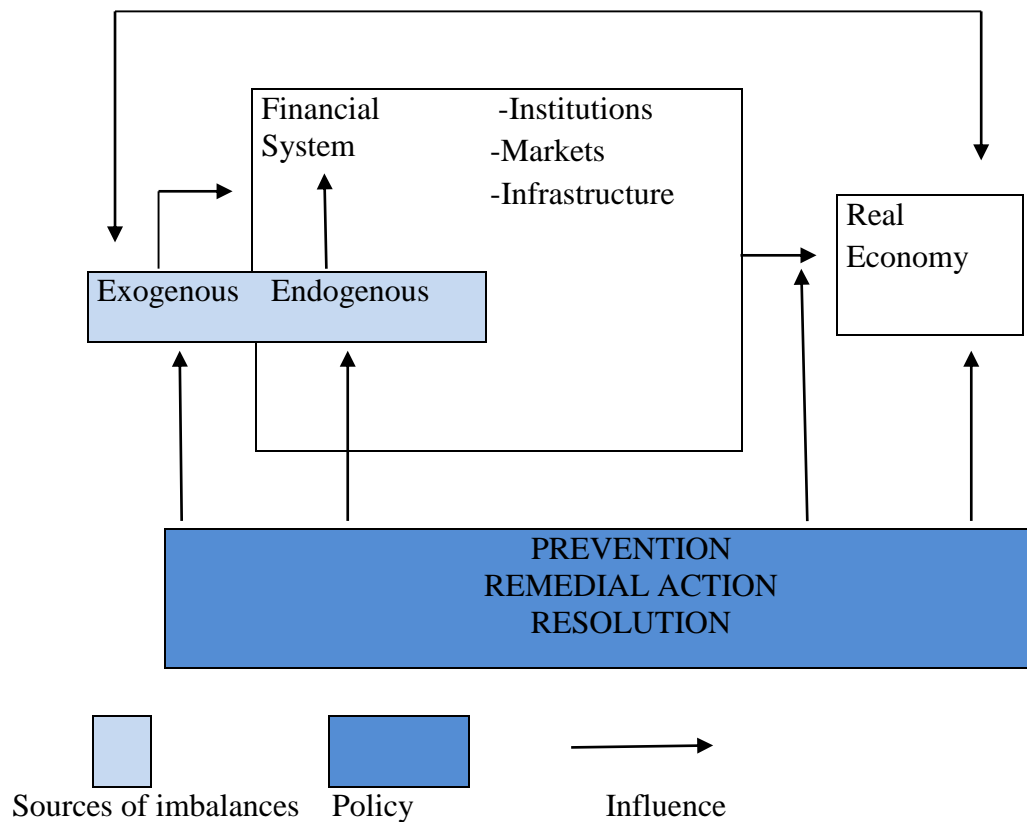 Financial
System
-Institutions
-Markets
-Infrastructure
Real
Economy
Exogenous Endogenous
PREVENTION
REMEDIAL ACTION
RESOLUTION
Sources of imbalances Policy Influence